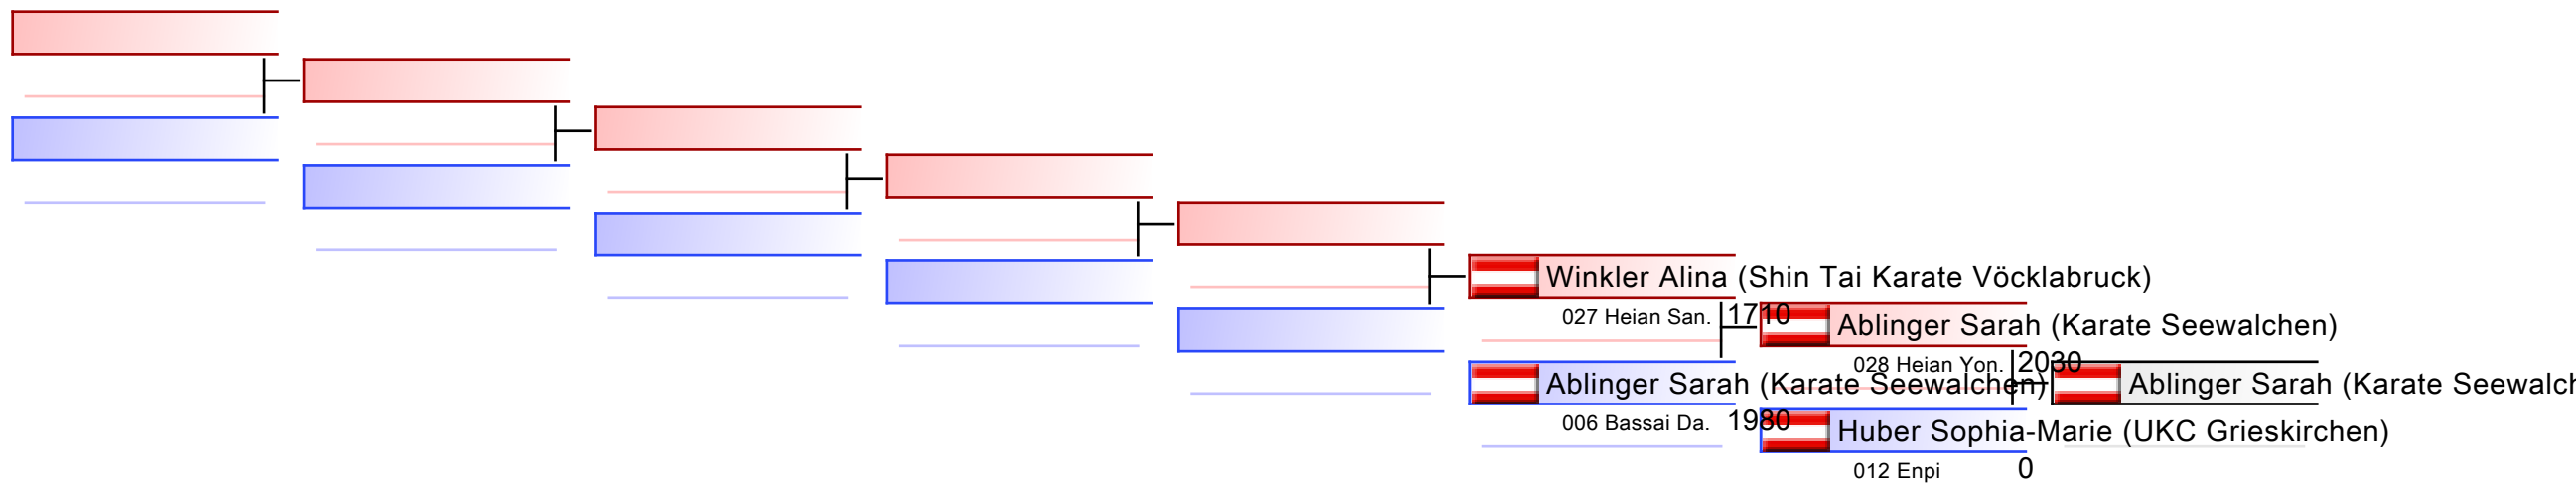 Winkler Alina (Shin Tai Karate Vöcklabruck)
027 Heian San. 1710
Ablinger Sarah (Karate Seewalchen)
028 Heian Yon. 2030
Ablinger Sarah (Karate Seewalchen)
Ablinger Sarah (Karate Seewalch
006 Bassai Da. 1980
Huber Sophia-Marie (UKC Grieskirchen)
012 Enpi 0